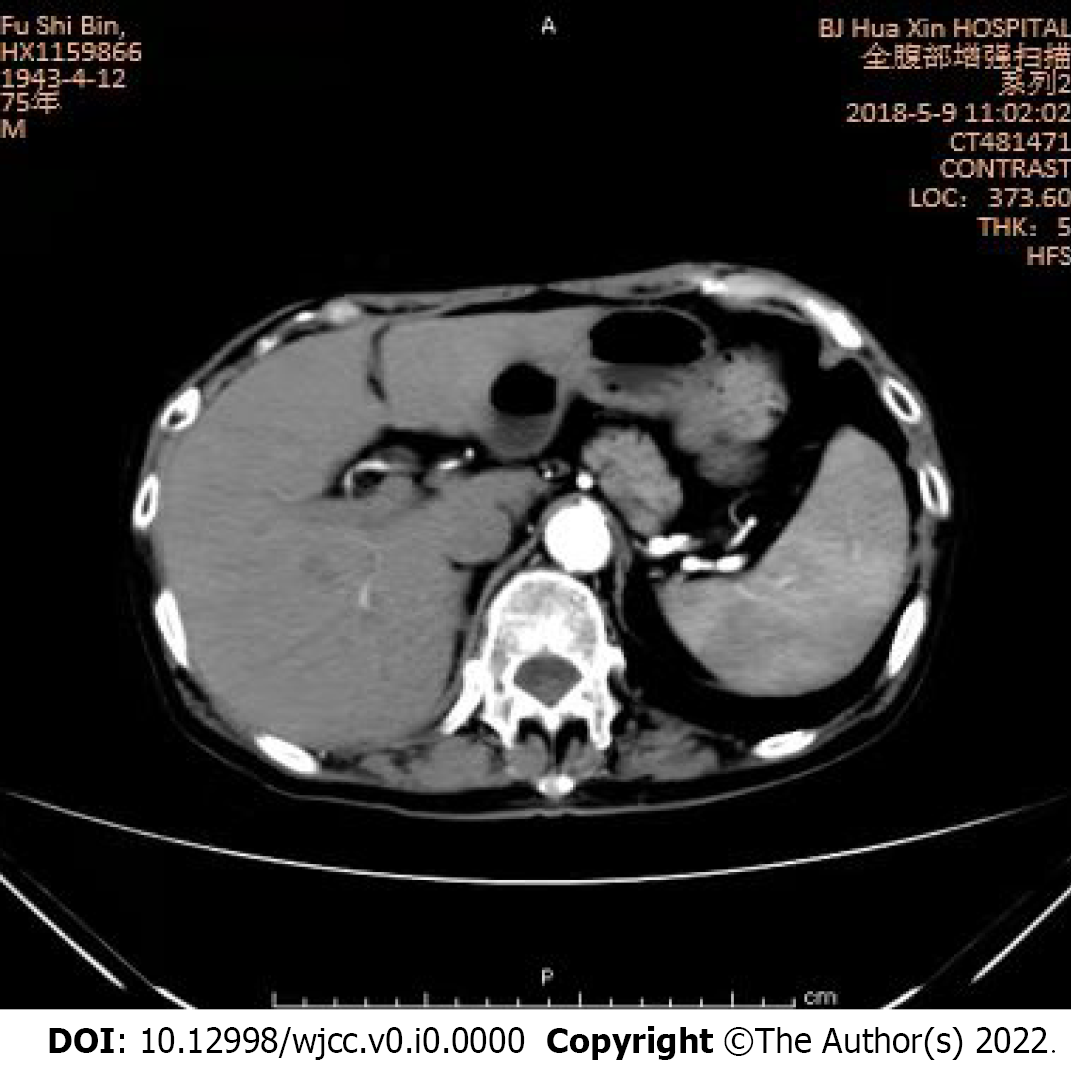 Fu Shi Bin,
HX1159866
1943-4-12
75年
M
A
BJ Hua Xin HOSPITAL
全腹部增强扫描
系列2
2018-5-9 11:02:02
CT481471
CONTRAST
LOC: 373.60
THK: 5
HFS
P
cm
DOI: 10.12998/wjcc.v0.i0.0000 Copyright ©The Author(s) 2022.